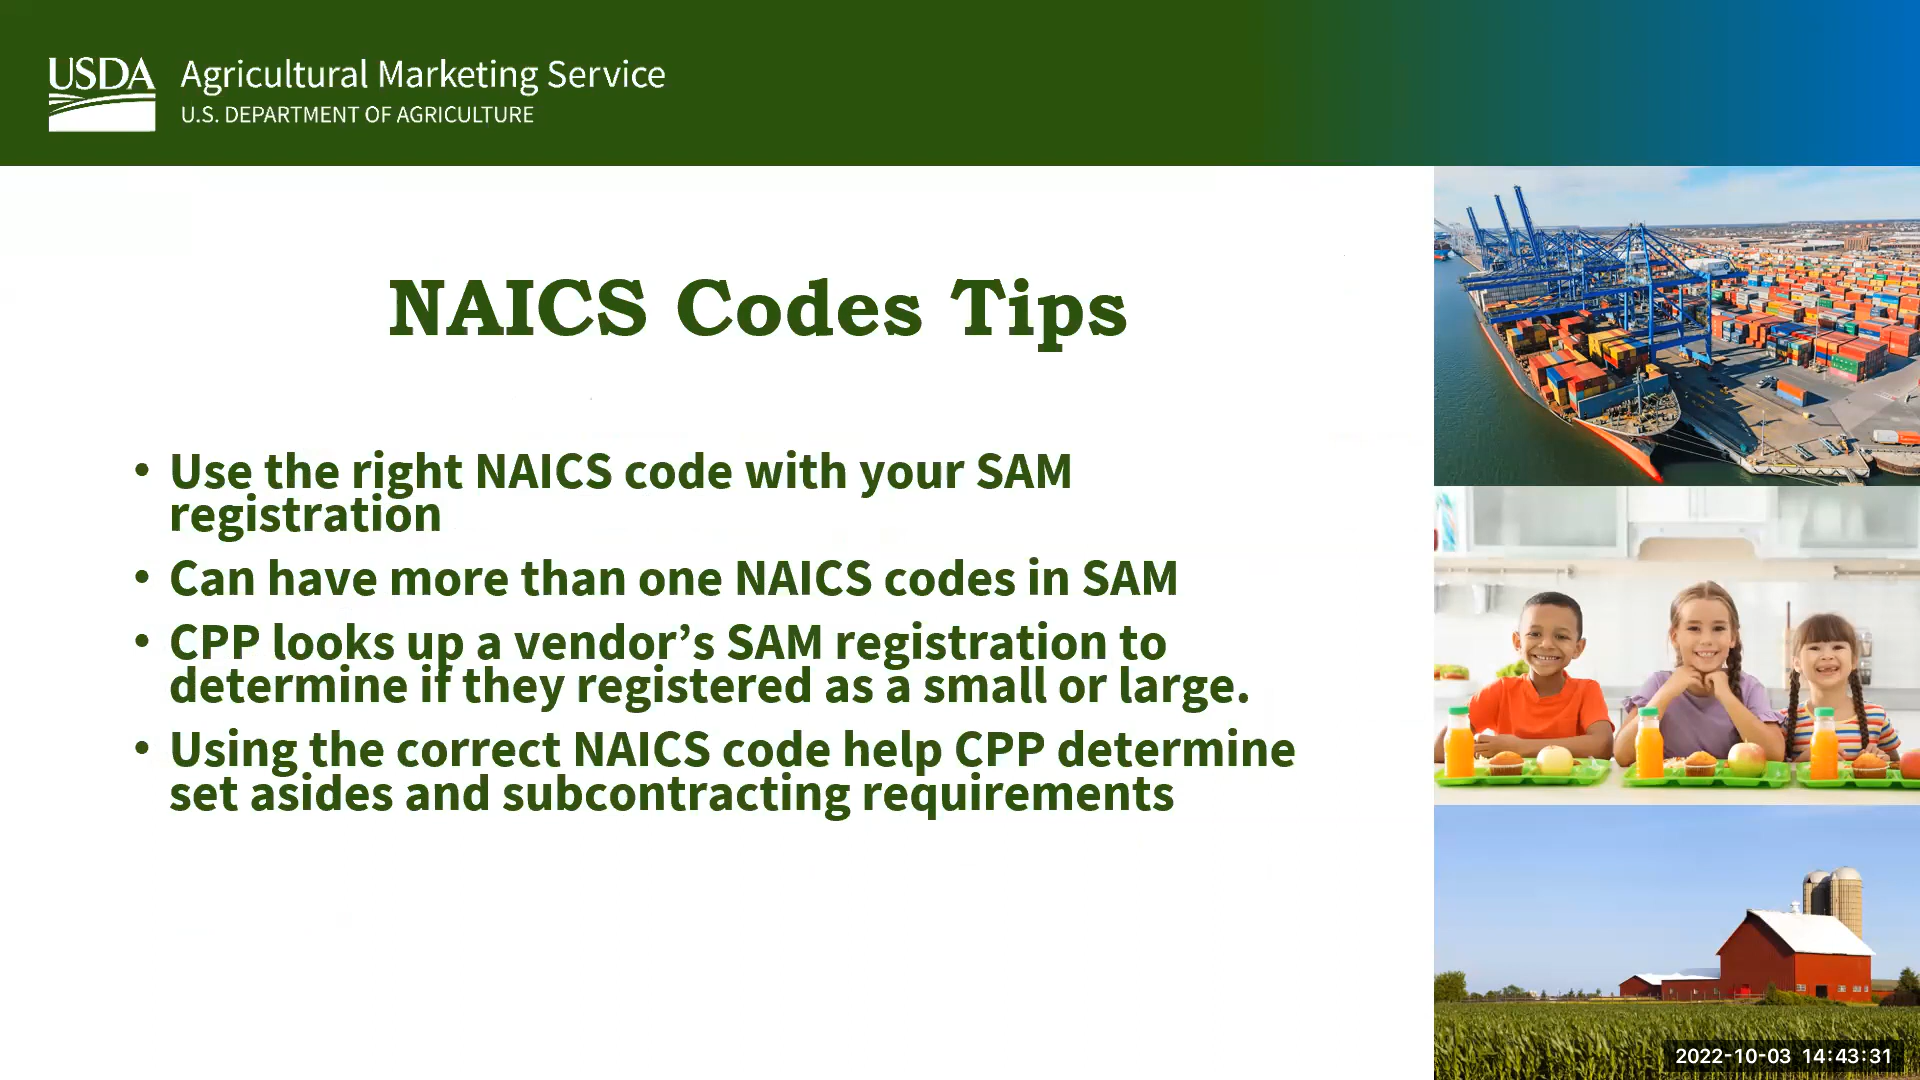 USDA
Agricultural Marketing Service
U.S. DEPARTMENT OF AGRICULTURE
NAICS Codes Tips
• Use the right NAICS code with your SAM
registration
• Can have more than one NAICS codes in SAM
• CPP looks up a vendor’s SAM registration to
determine if they registered as a small or large.
• Using the correct NAICS code help CPP determine
set asides and subcontracting requirements
2022-10-03 14:43:31